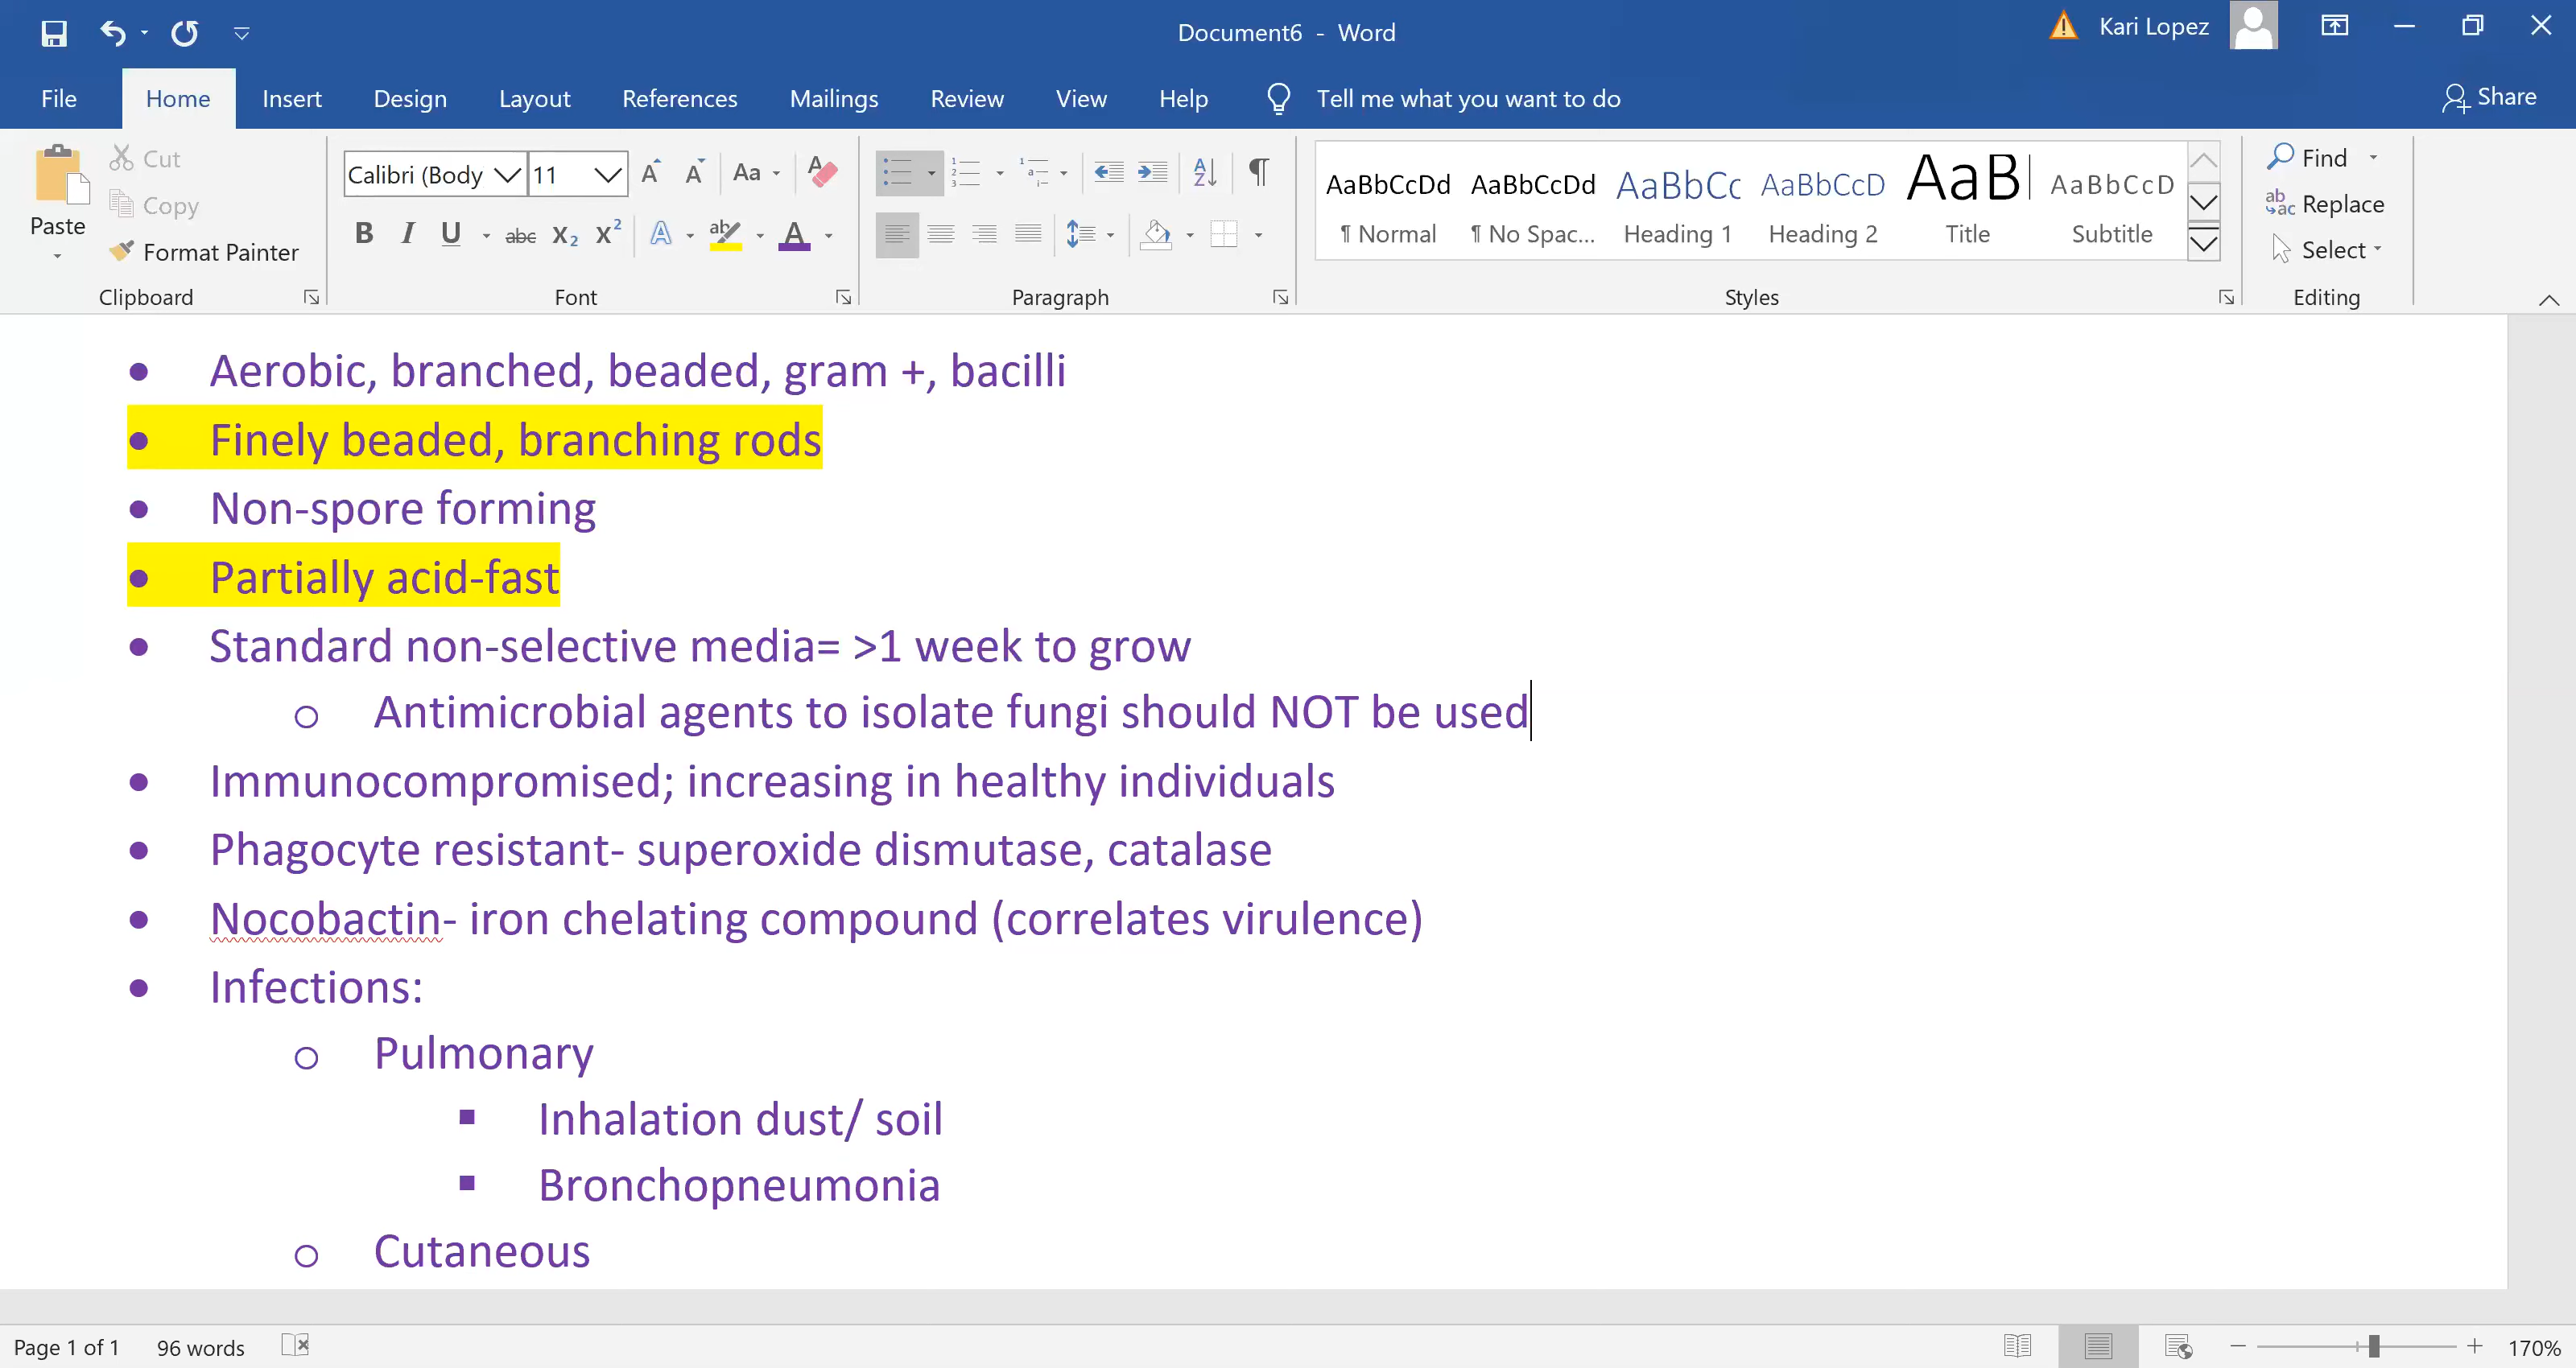 Document6 - Word
Kari Lopez
File Home Insert Design Layout References Mailings Review View Help Tell me what you want to do Share
Paste
Cut
Copy
Format Painter
Clipboard
Calibri (Body 11
Font
Paragraph
AaBbCcDd AaBbCcDd AaBbCc AaBbCcD AaB AaBbCcD
¶ Normal ¶ No Spac... Heading 1 Heading 2 Title Subtitle
Styles
Find
Replace
Select
Editing
• Aerobic, branched, beaded, gram +, bacilli
• Finely beaded, branching rods
• Non-spore forming
• Partially acid-fast
• Standard non-selective media= >1 week to grow
o Antimicrobial agents to isolate fungi should NOT be used
• Immunocompromised; increasing in healthy individuals
• Phagocyte resistant- superoxide dismutase, catalase
• Nocobactin- iron chelating compound (correlates virulence)
• Infections:
o Pulmonary
▪ Inhalation dust/ soil
▪ Bronchopneumonia
o Cutaneous
Page 1 of 1 96 words 170%